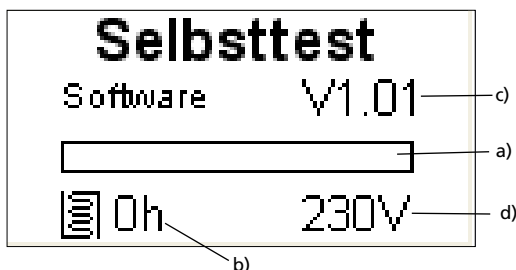 Selbsttest
Software V1.01 c)
a)
0h 230V d)
b)